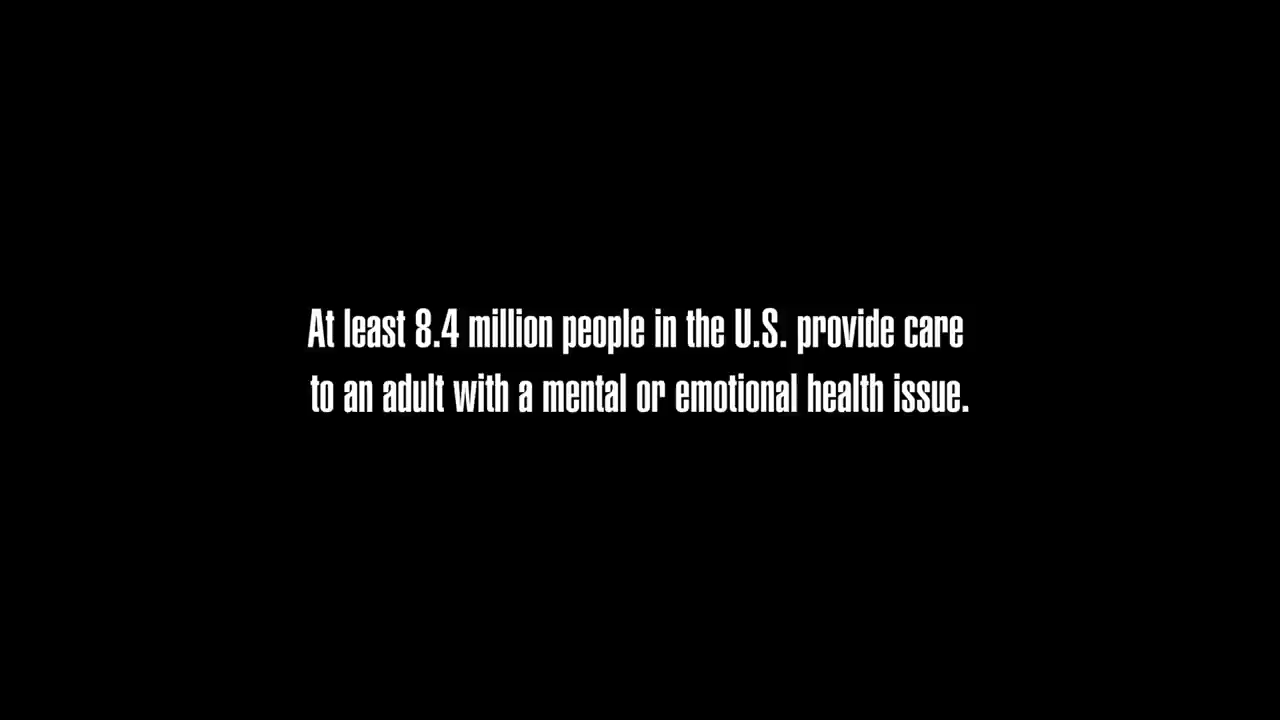 At least 8.4 million people in the U.S. provide care
to an adult with a mental or emotional health issue.